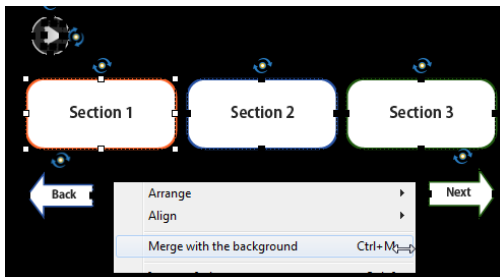 Section 1 Section 2 Section 3
Back Next
Arrange
Align
Merge with the background Ctrl+M